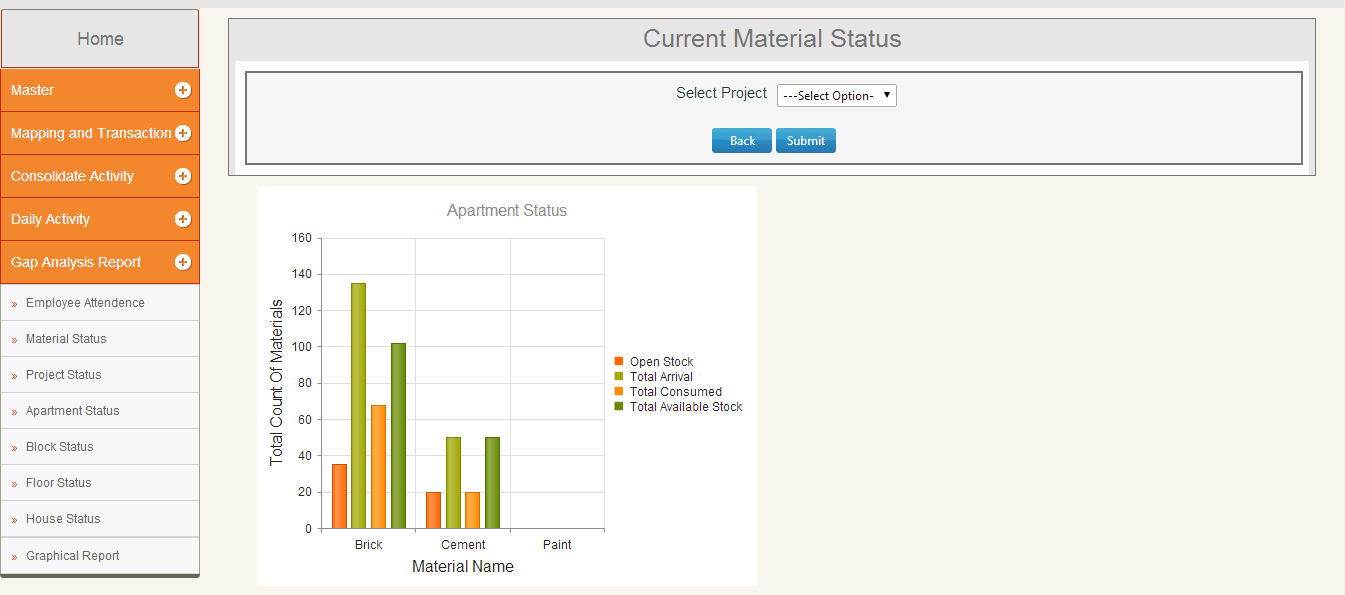 Home
Master
Mapping and Transaction
Consolidate Activity
Daily Activity
Gap Analysis Report
» Employee Attendence
» Material Status
» Project Status
» Apartment Status
» Block Status
» Floor Status
» House Status
» Graphical Report
Current Material Status
Select Project ---Select Option-
Back Submit
Apartment Status
Total Count Of Materials
160
140
120
100
80
60
40
20
0
Brick Cement Paint
Material Name
Open Stock
Total Arrival
Total Consumed
Total Available Stock